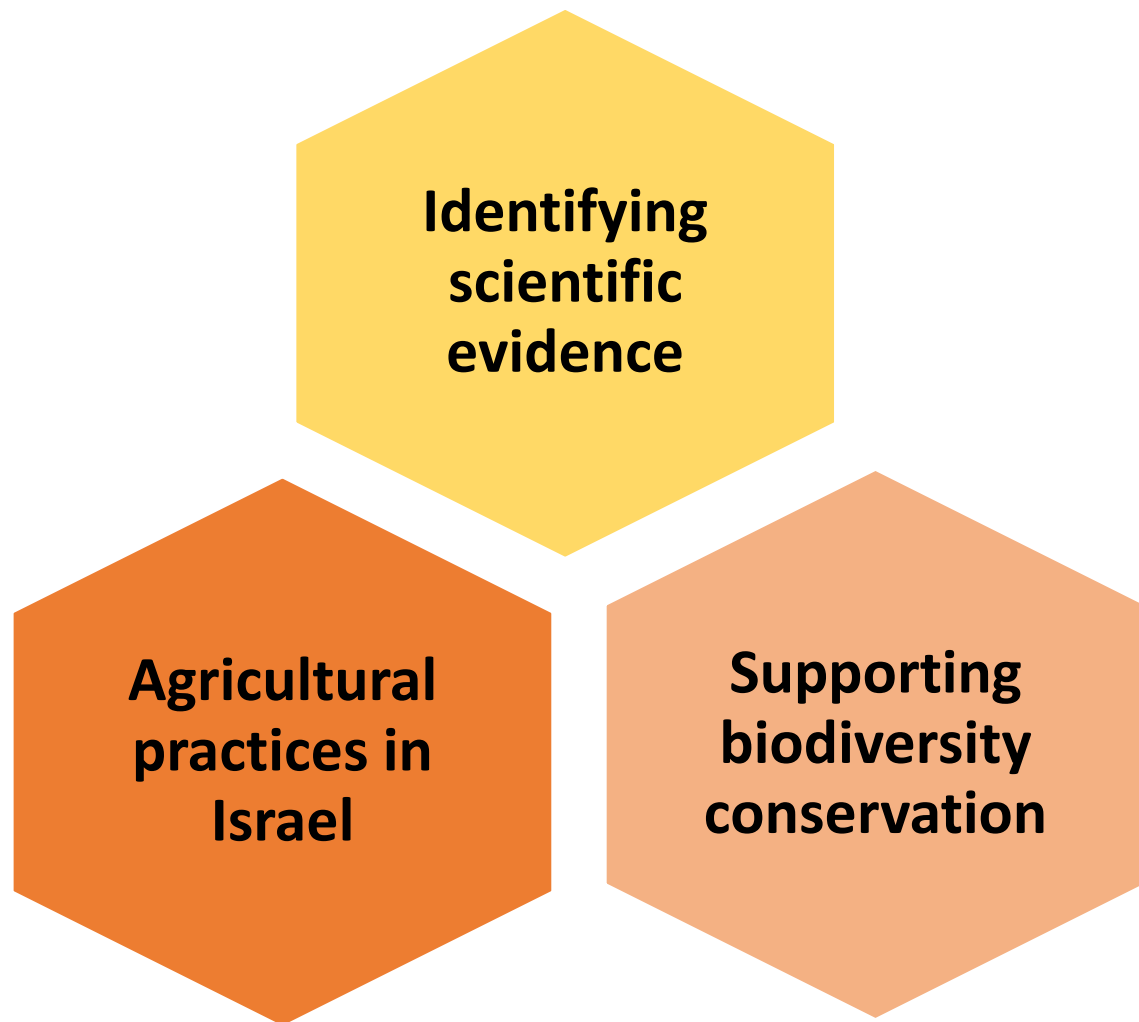 Identifying
scientific
evidence
Agricultural
practices in
Israel
Supporting
biodiversity
conservation